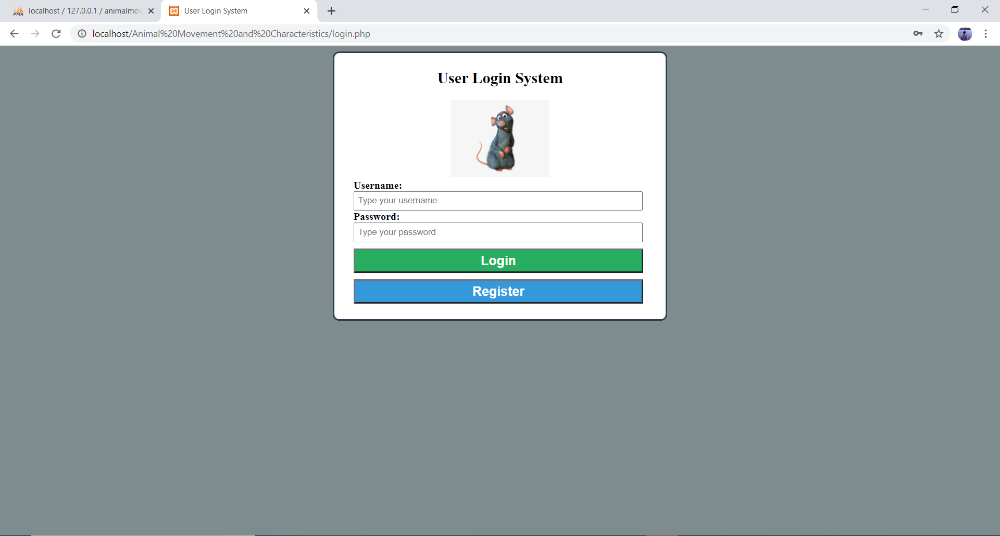 PMA
localhost / 127.0.0.1 / animalmov
User Login System
localhost/Animal%20Movement%20and%20Characteristics/login.php
User Login System
Username:
Type your username
Password:
Type your password
Login
Register